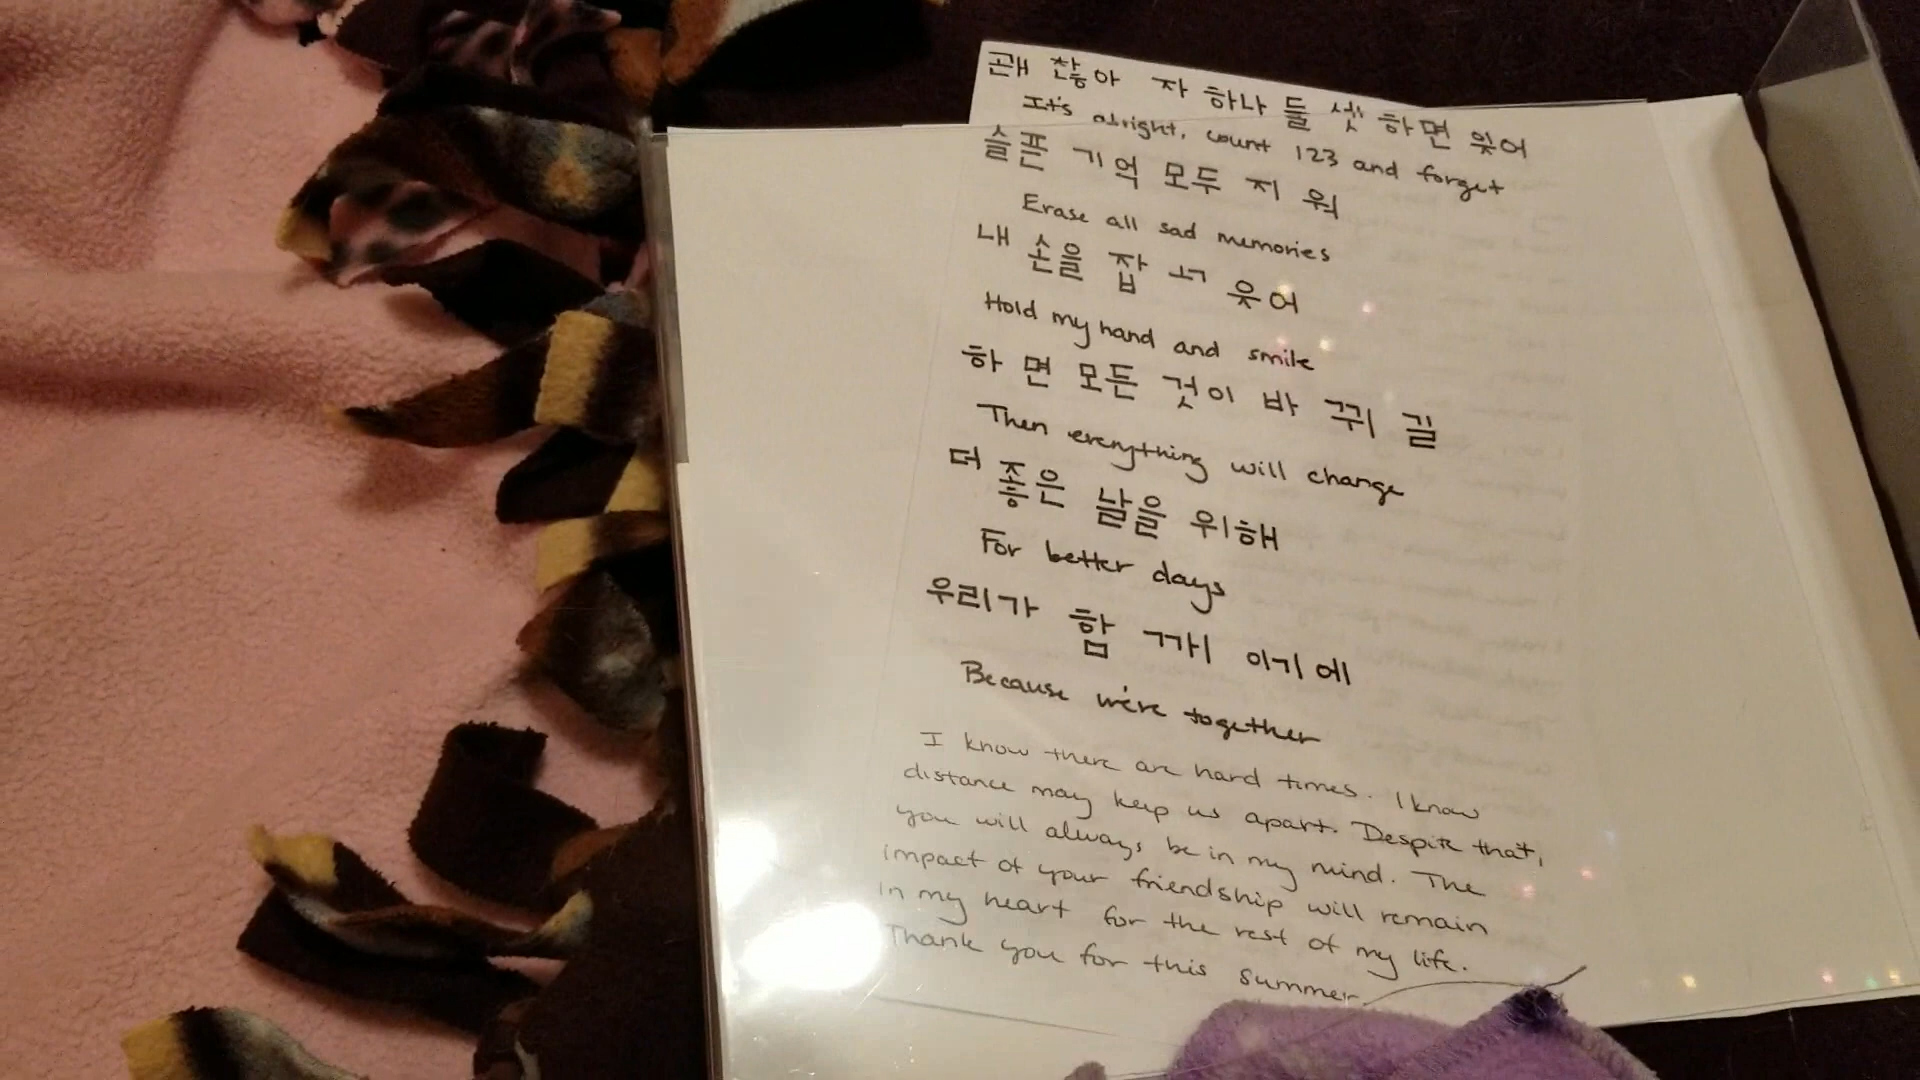 괜 찮아 자 하나 들 셋 하면 잊어
It's alright, count 123 and forget
슬픈 기억 모두 지 워
Erase all sad memories
내 손을 잡 고 웃어
Hold my hand and smile
하 면 모든 것이 바 뀌 길
Then everything will change
더 좋은 날을 위해
For better days
우리가 함 께 이기에
Because we're together
I know there are hard times. I know
distance may keep us apart. Despite that,
you will always be in my mind. The
impact of your friendship will remain
in my heart for the rest of my life.
Thank you for this summer